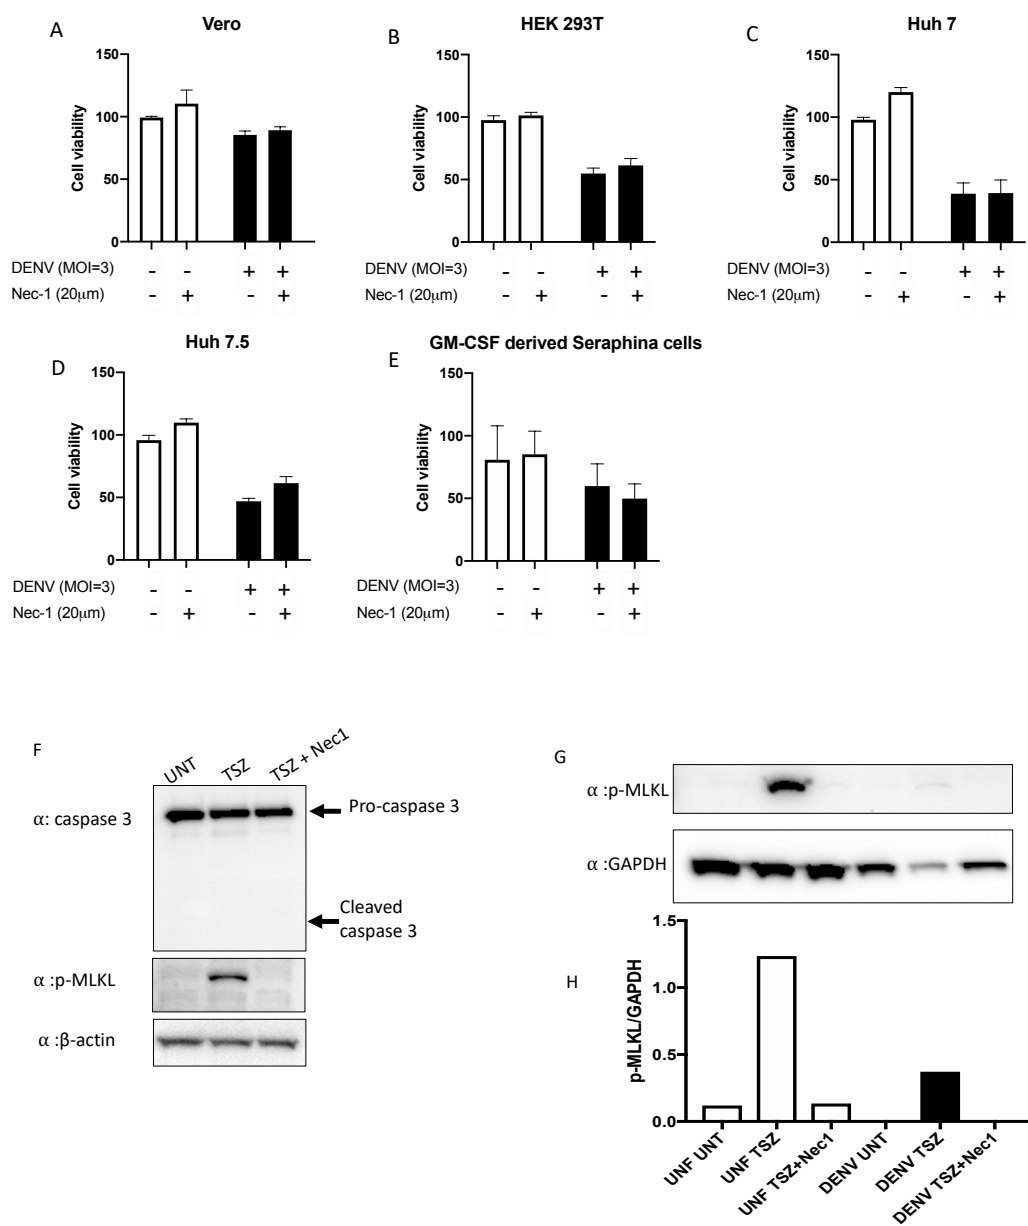 A
Vero
Cell viability
150
100
50
0
DENV (MOI=3)
- - + +
Nec-1 (20μm)
- + - +
B
HEK 293T
Cell viability
150
100
50
0
DENV (MOI=3)
- - + +
Nec-1 (20μm)
- + - +
C
Huh 7
Cell viability
150
100
50
0
DENV (MOI=3)
- - + +
Nec-1 (20μm)
- + - +
D
Huh 7.5
Cell viability
150
100
50
0
DENV (MOI=3)
- - + +
Nec-1 (20μm)
- + - +
E
GM-CSF derived Seraphina cells
Cell viability
150
100
50
0
DENV (MOI=3)
- - + +
Nec-1 (20μm)
- + - +
F
UNT TSZ TSZ + Nec1
α: caspase 3
Pro-caspase 3
Cleaved
caspase 3
α :p-MLKL
α :β-actin
G
α :p-MLKL
α :GAPDH
H
p-MLKL/GAPDH
1.5
1.0
0.5
0.0
UNF UNT
UNF TSZ
UNF TSZ+Nec1
DENV UNT
DENV TSZ
DENV TSZ+Nec1